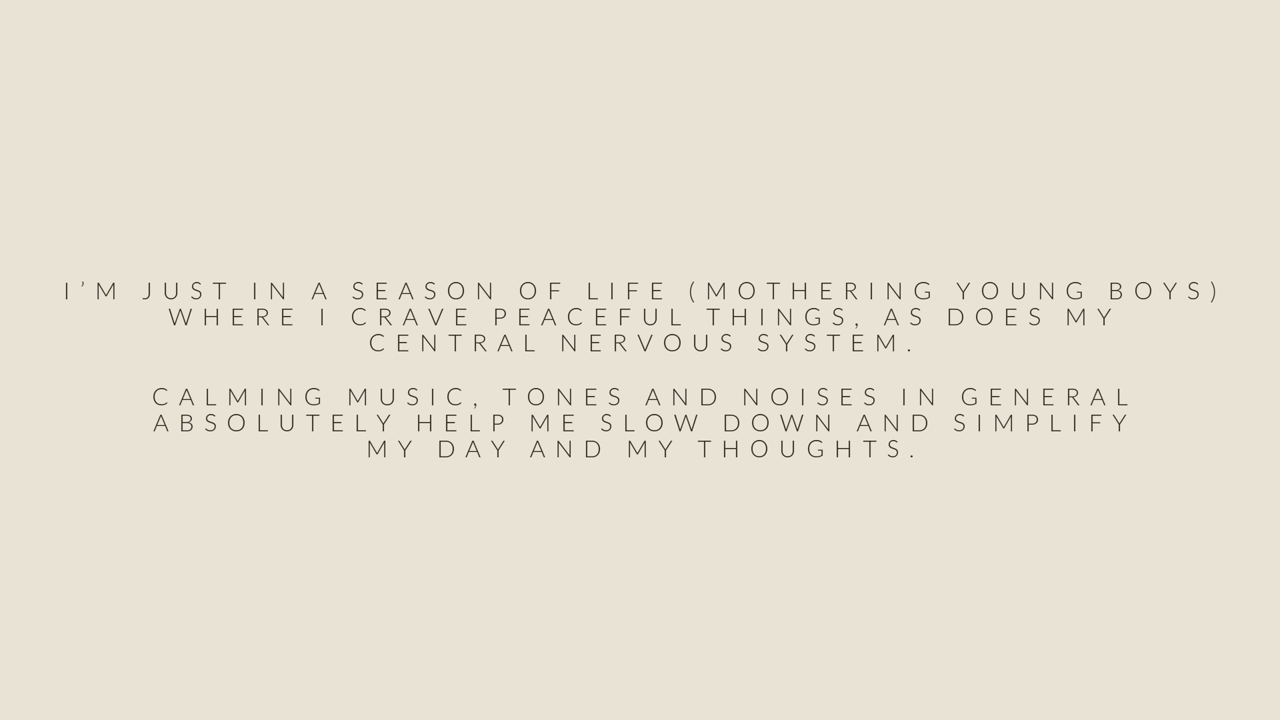 I'M JUST IN A SEASON OF LIFE (MOTHERING YOUNG BOYS)
WHERE I CRAVE PEACEFUL THINGS, AS DOES MY
CENTRAL NERVOUS SYSTEM.
CALMING MUSIC, TONES AND NOISES IN GENERAL
ABSOLUTELY HELP ME SLOW DOWN AND SIMPLIFY
MY DAY AND MY THOUGHTS.